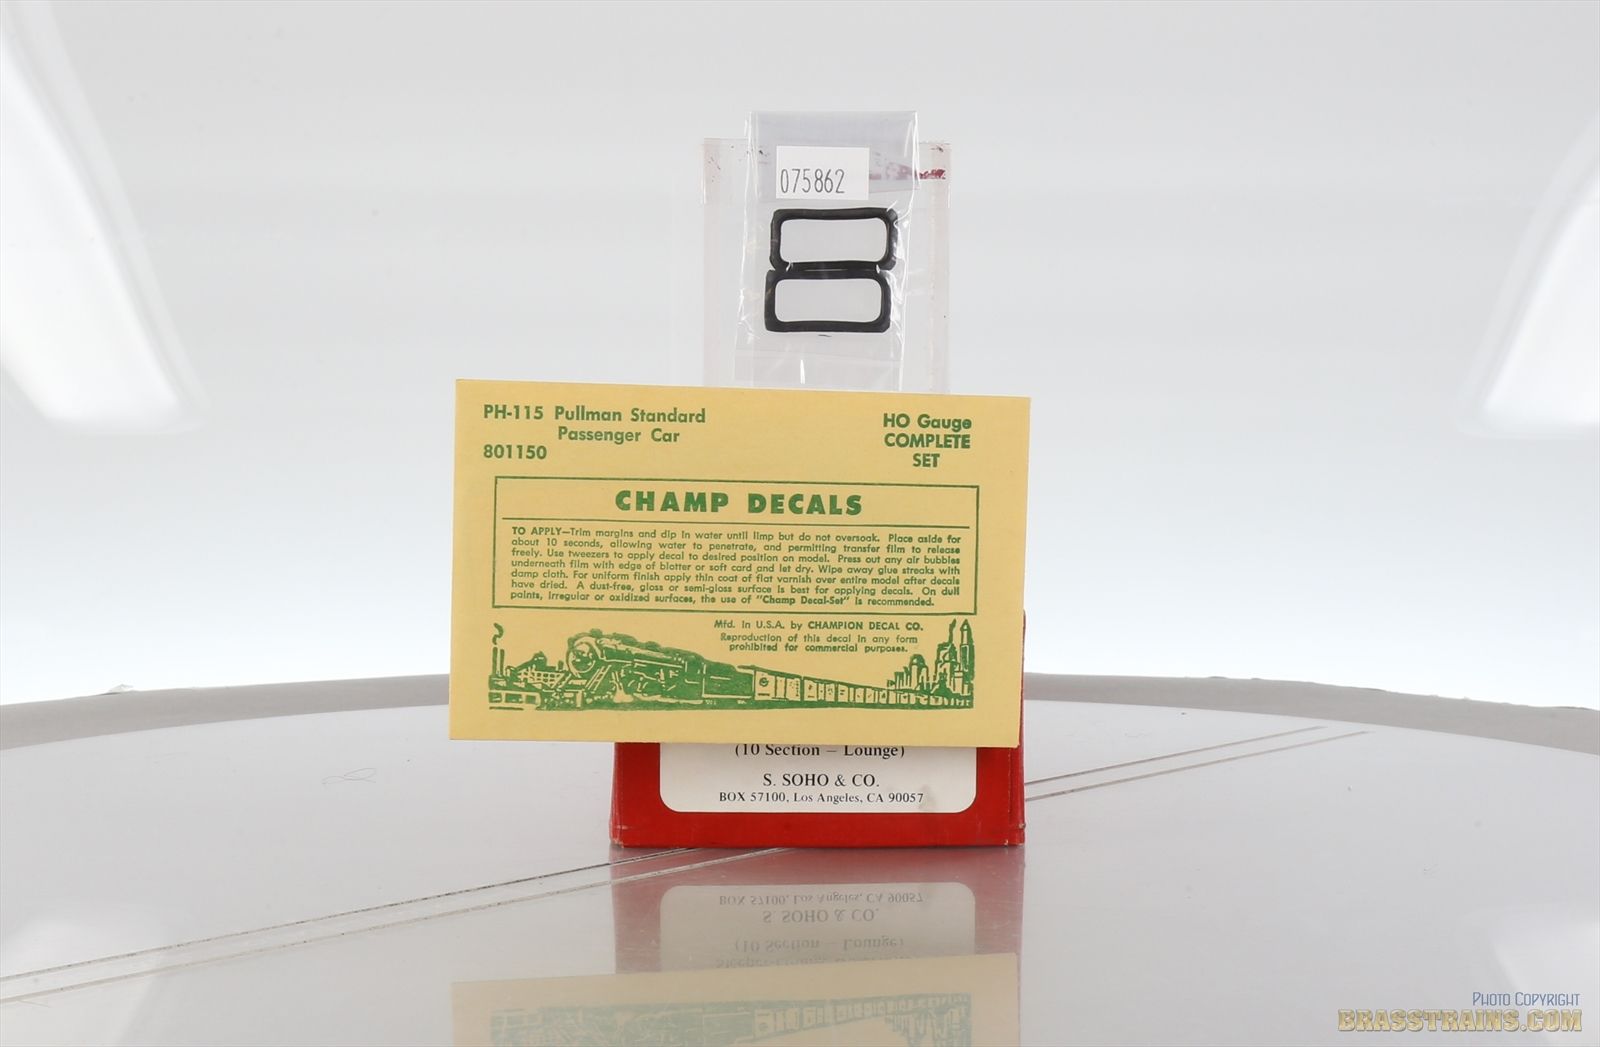 075862
PH-115 Pullman Standard
Passenger Car
801150
HO Gauge
COMPLETE
SET
CHAMP DECALS
TO APPLY—Trim margins and dip in water until limp but do not oversoak. Place aside for
about 10 seconds, allowing water to penetrate, and permitting transfer film to release
freely. Use tweezers to apply decal to desired position on model. Press out any air bubbles
underneath film with edge of blotter or soft card and let dry. Wipe away glue streaks with
damp cloth. For uniform finish apply thin coat of flat varnish over entire model after decals
have dried. A dust-free, gloss or semi-gloss surface is best for applying decals. On dull
paints, irregular or oxidized surfaces, the use of "Champ Decal-Set" is recommended.
Mfd. in U.S.A. by CHAMPION DECAL CO.
Reproduction of this decal in any form
prohibited for commercial purposes.
(10 Section — Lounge)
S. SOHO & CO.
BOX 57100, Los Angeles, CA 90057
PHOTO COPYRIGHT
BRASSTRAINS.COM